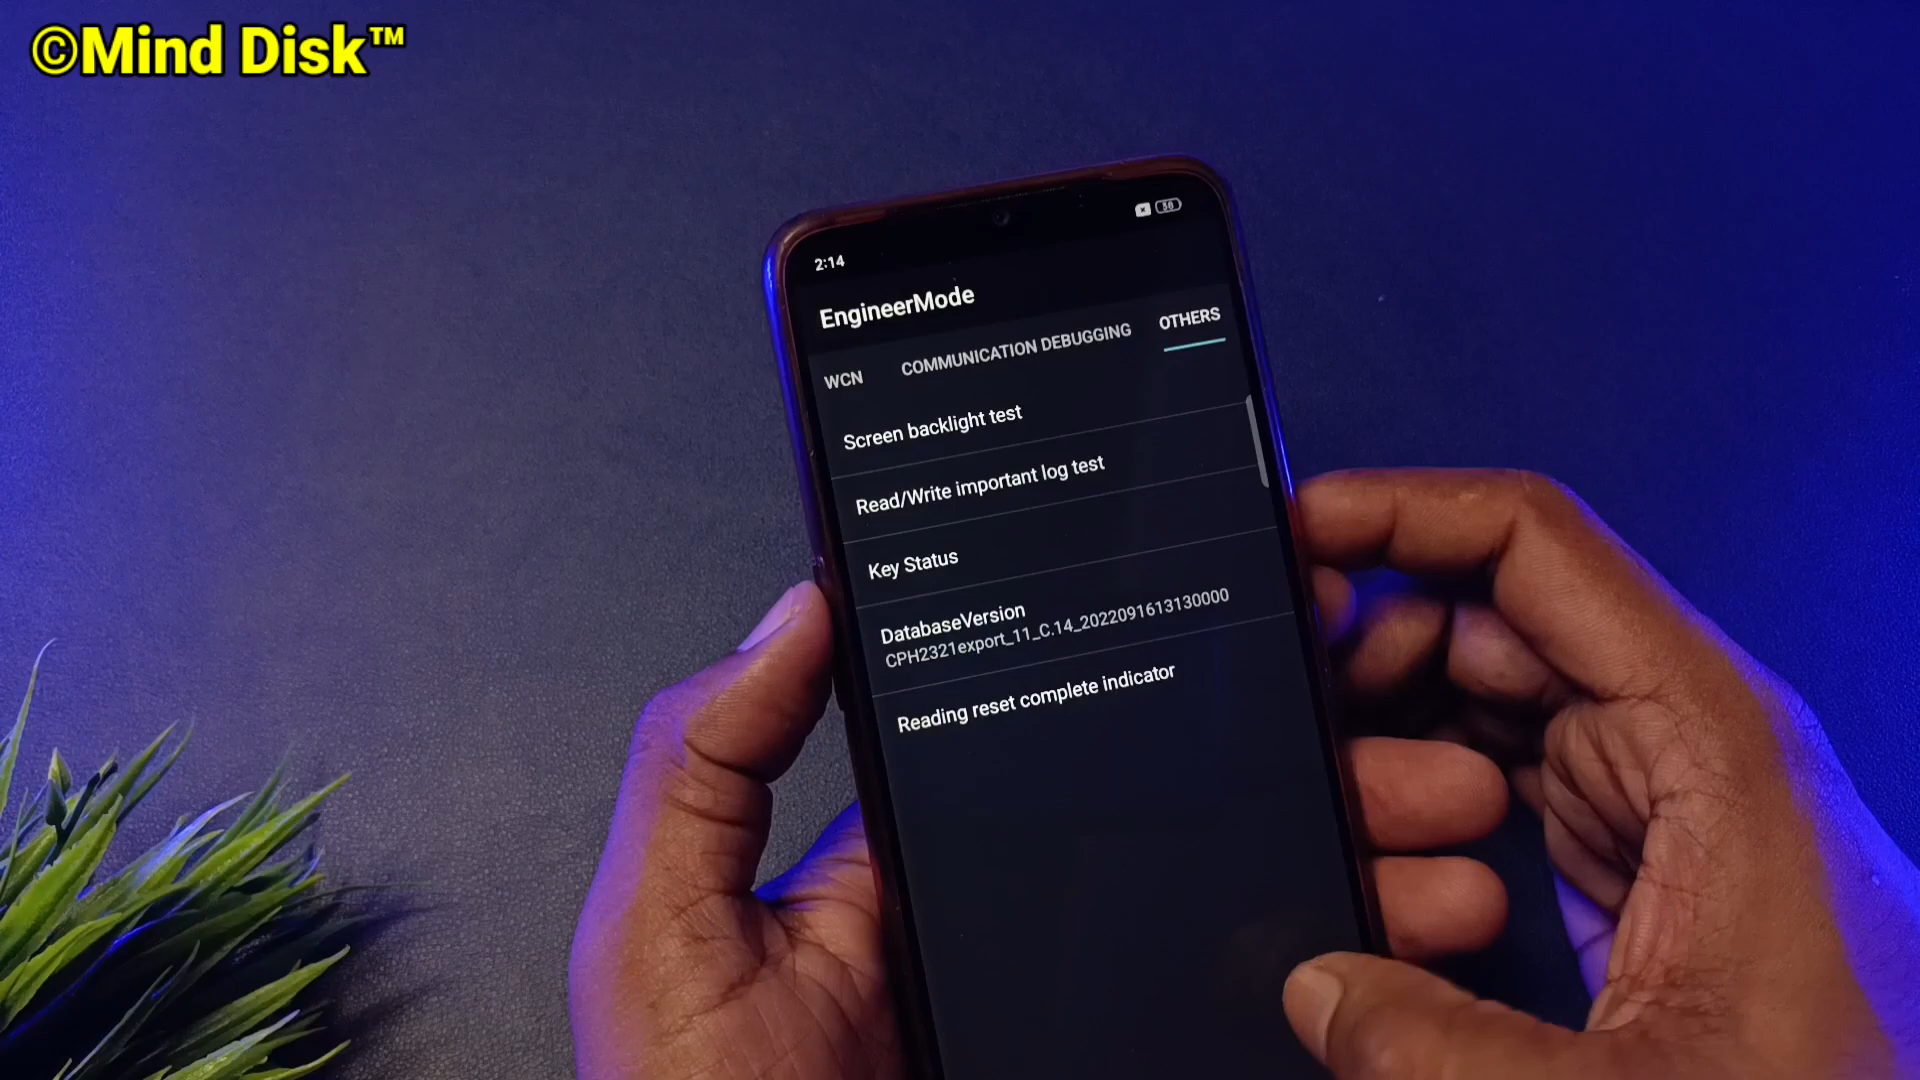 ©Mind Disk™
2:14
58
EngineerMode
WCN
COMMUNICATION DEBUGGING
OTHERS
Screen backlight test
Read/Write important log test
Key Status
DatabaseVersion
CPH2321export_11_C.14_2022091613130000
Reading reset complete indicator